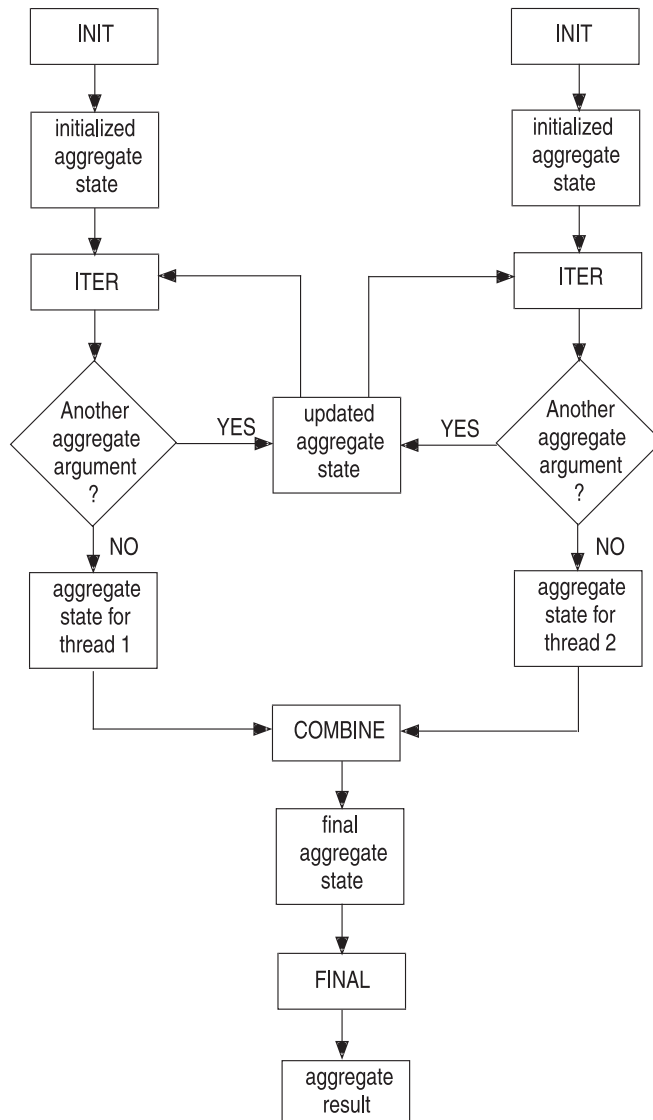 INIT
initialized
aggregate
state
ITER
Another
aggregate
argument
?
YES
NO
aggregate
state for
thread 1
INIT
initialized
aggregate
state
ITER
Another
aggregate
argument
?
YES
NO
aggregate
state for
thread 2
updated
aggregate
state
COMBINE
final
aggregate
state
FINAL
aggregate
result